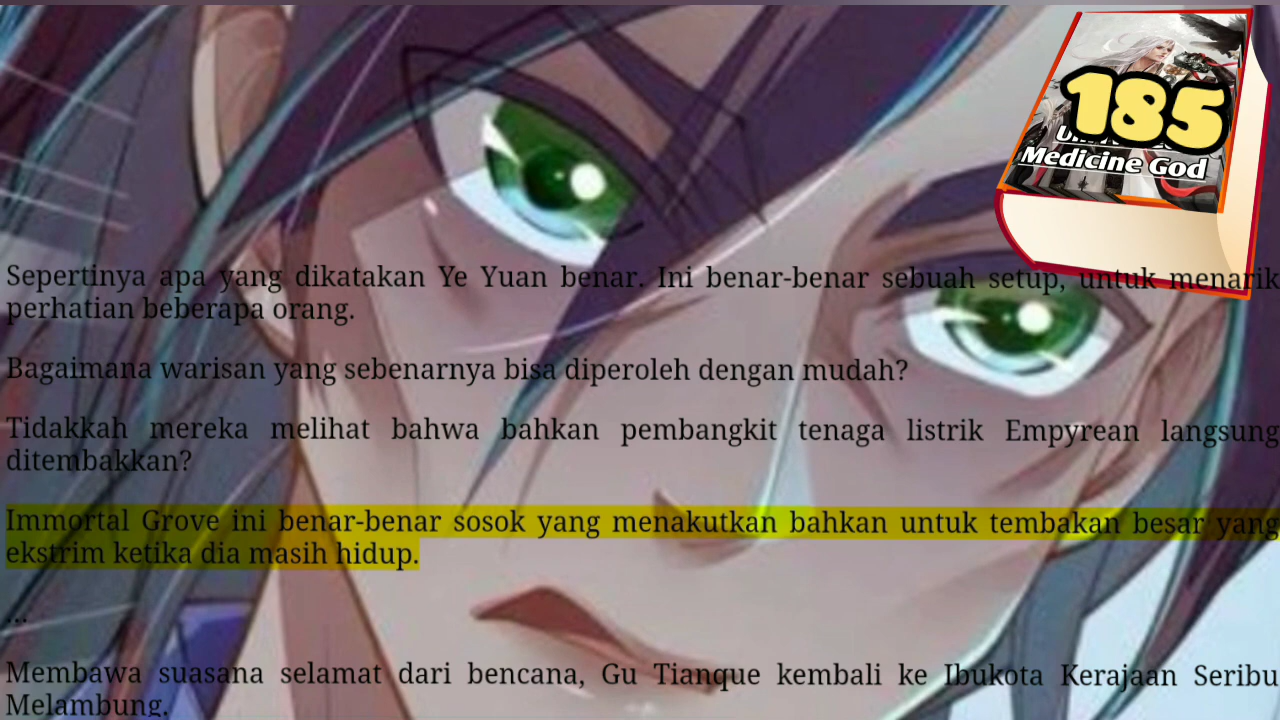 185
Medicine God
Sepertinya apa yang dikatakan Ye Yuan benar. Ini benar-benar sebuah setup, untuk menarik
perhatian beberapa orang.
Bagaimana warisan yang sebenarnya bisa diperoleh dengan mudah?
Tidakkah mereka melihat bahwa bahkan pembangkit tenaga listrik Empyrean langsung
ditembakkan?
Immortal Grove ini benar-benar sosok yang menakutkan bahkan untuk tembakan besar yang
ekstrim ketika dia masih hidup.
...
Membawa suasana selamat dari bencana, Gu Tianque kembali ke Ibukota Kerajaan Seribu
Melambung.